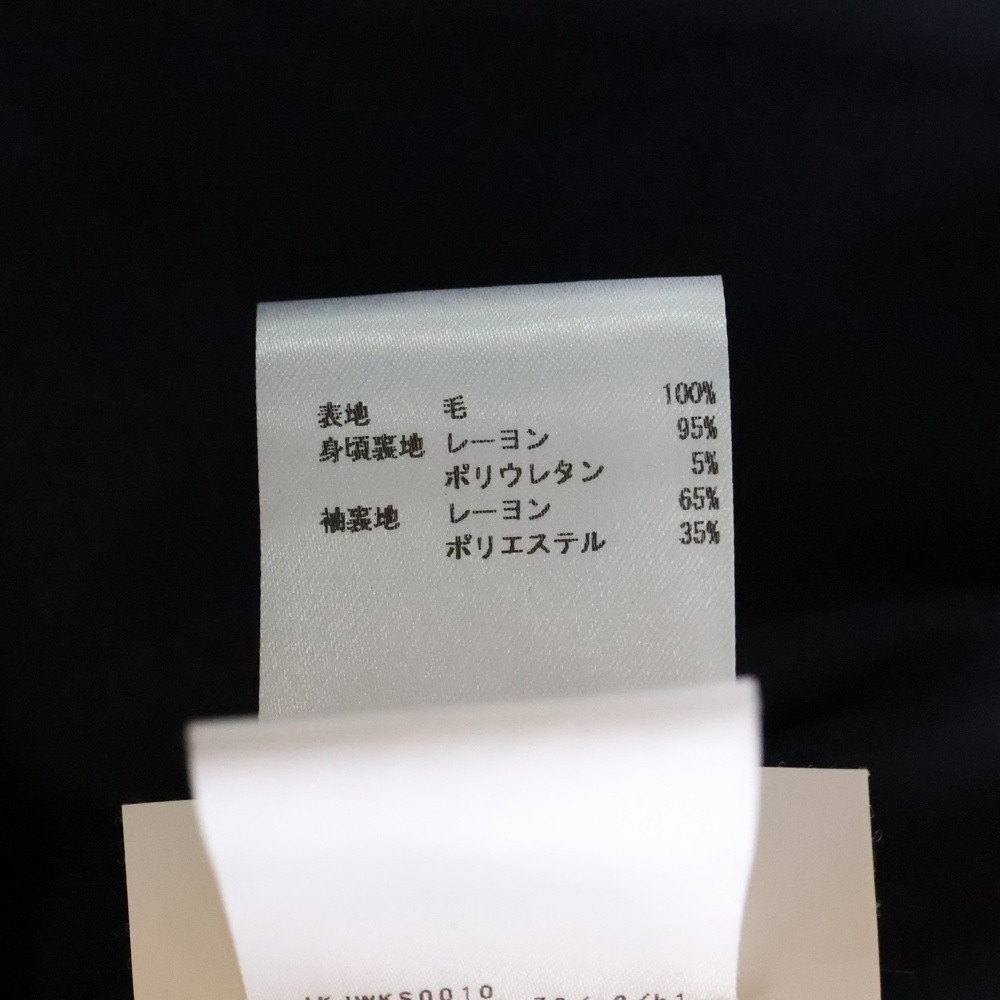 表地 毛 100%
身頃裏地 レーヨン 95%
ポリウレタン 5%
袖裏地 レーヨン 65%
ポリエステル 35%